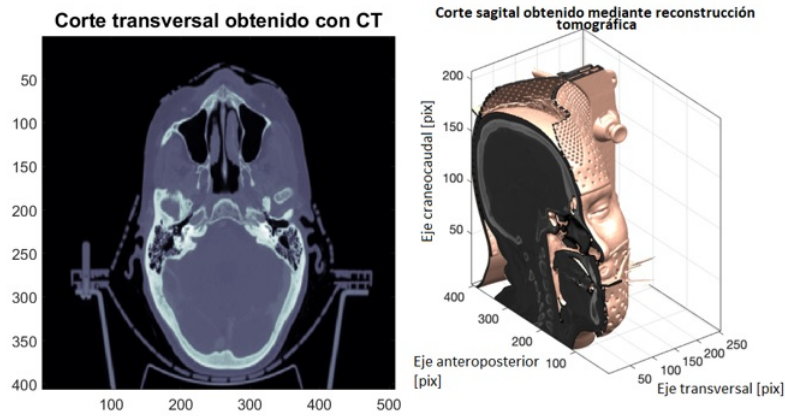 Corte transversal obtenido con CT
50
100
150
200
250
300
350
400
100 200 300 400 500
Corte sagital obtenido mediante reconstrucción
tomográfica
Eje craneocaudal [pix]
200
150
100
50
400
300
200
100
Eje anteroposterior
[pix]
50 100 150 200 250
Eje transversal [pix]